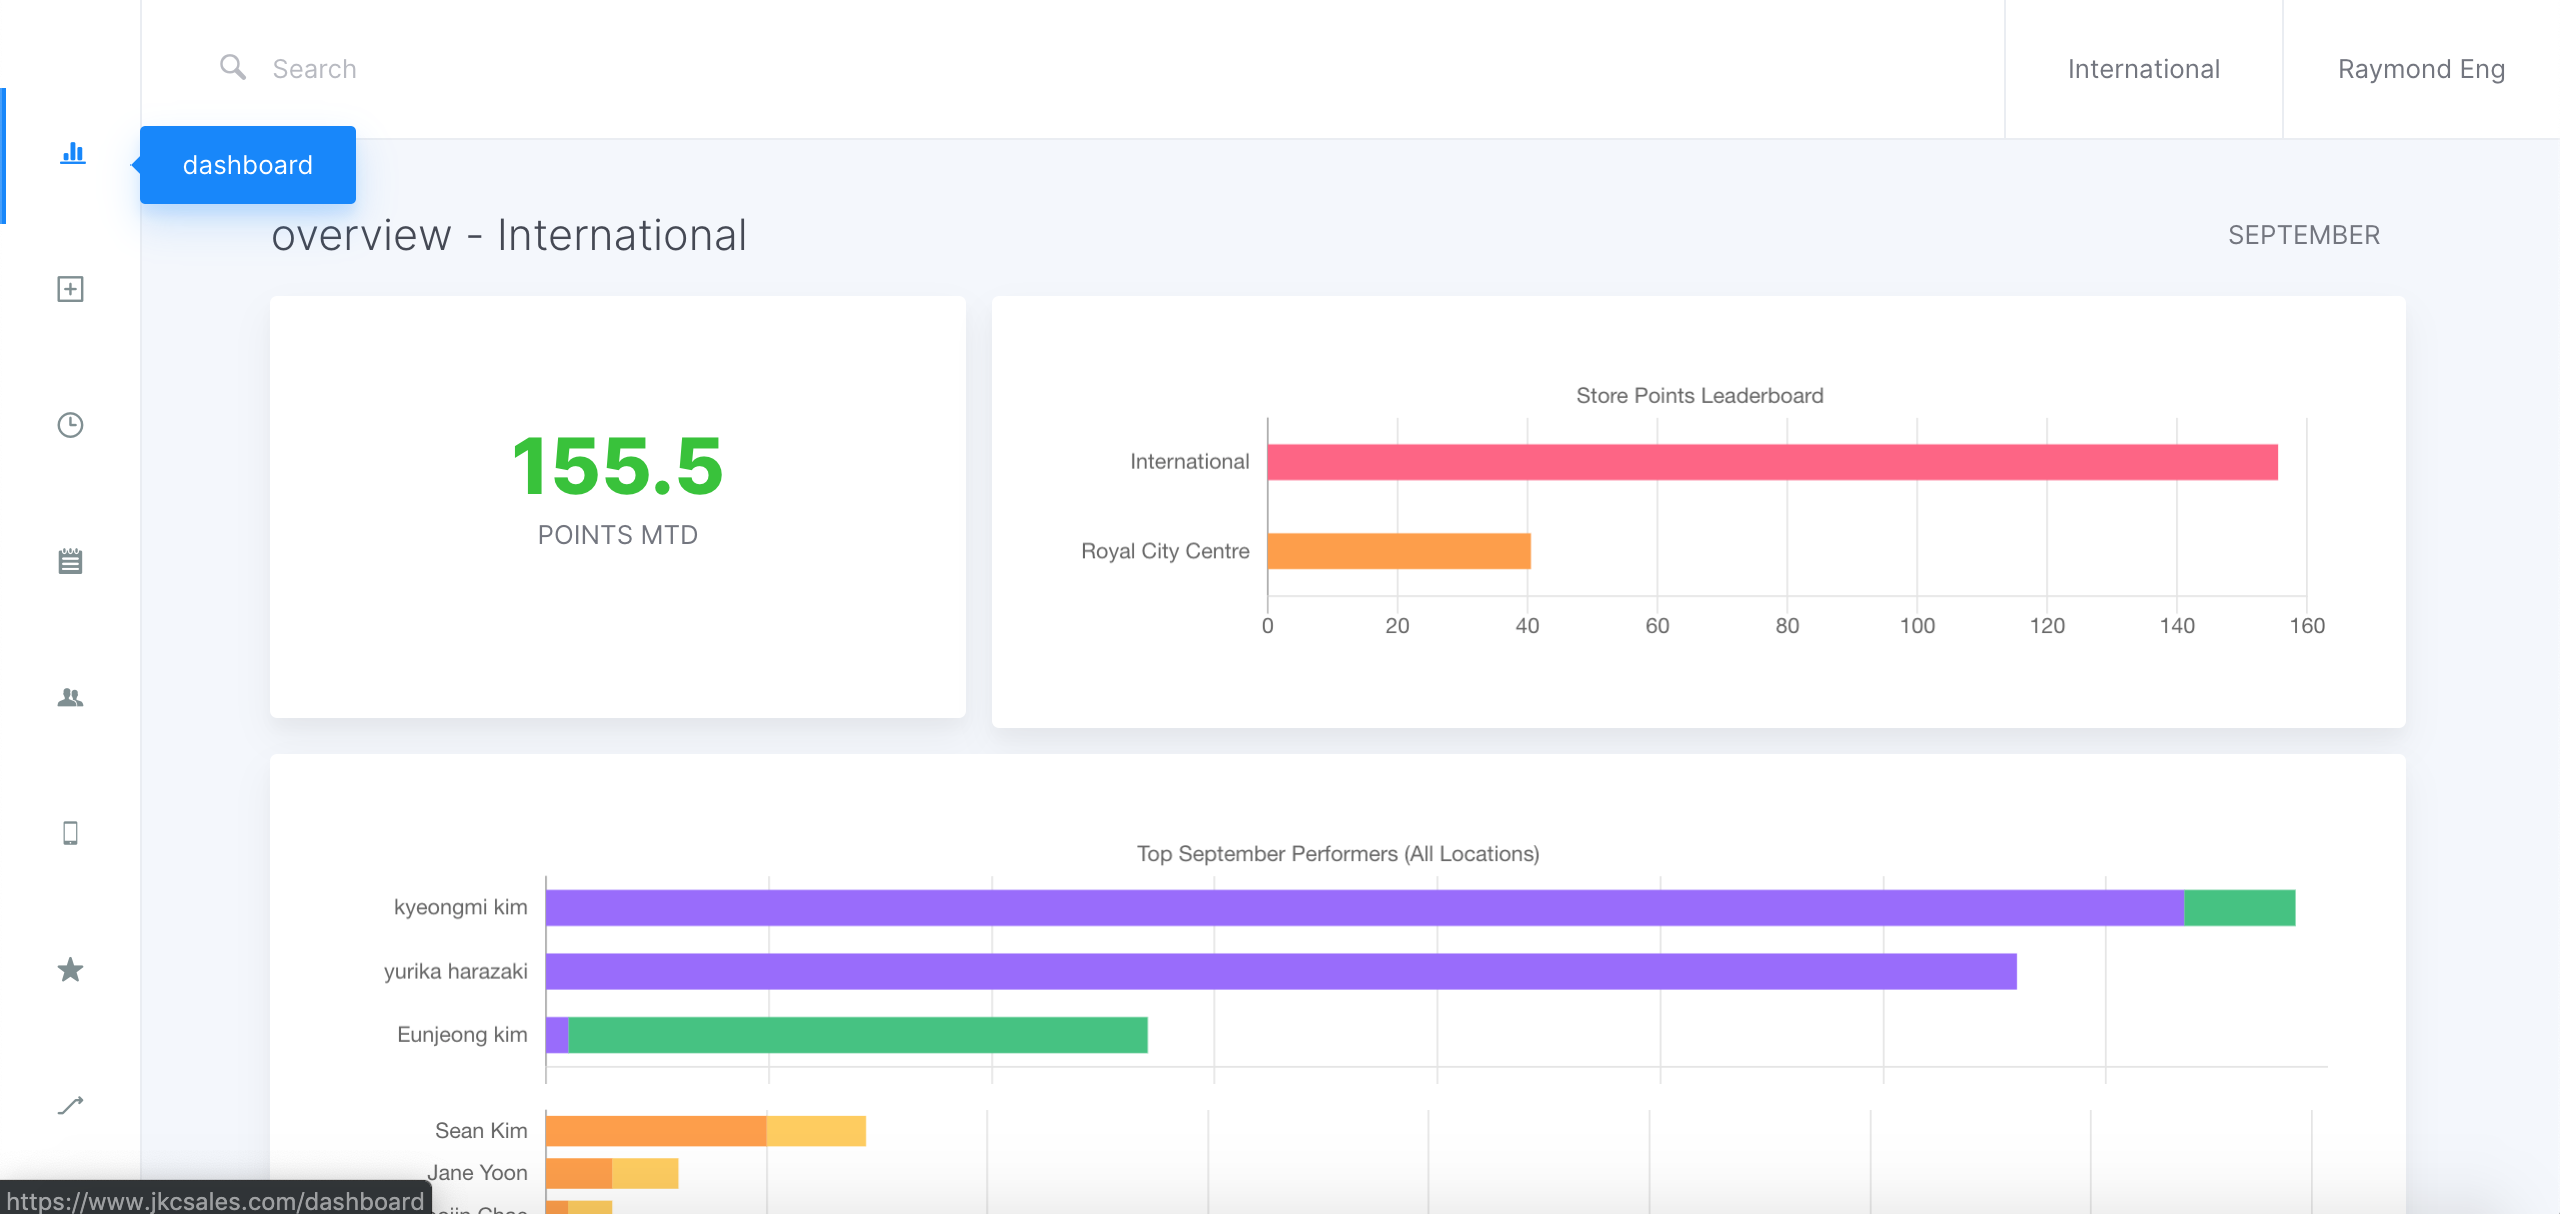 Search
International
Raymond Eng
dashboard
overview - International
SEPTEMBER
155.5
POINTS MTD
Store Points Leaderboard
International
Royal City Centre
0 20 40 60 80 100 120 140 160
Top September Performers (All Locations)
kyeongmi kim
yurika harazaki
Eunjeong kim
Sean Kim
Jane Yoon
https://www.jkcsales.com/dashboard